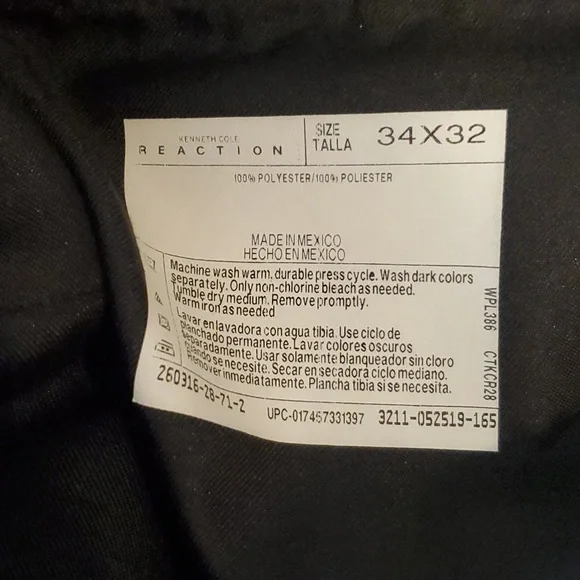 KENNETH COLE
REACTION
SIZE
TALLA
34X32
100% POLYESTER/100% POLIESTER
MADE IN MEXICO
HECHO EN MEXICO
Machine wash warm, durable press cycle. Wash dark colors
separately. Only non-chlorine bleach as needed.
Tumble dry medium. Remove promptly.
Warm iron as needed
Lavar en lavadora con agua tibia. Use ciclo de
planchado permanente. Lavar colores oscuros
separadamente. Usar solamente blanqueador sin cloro
cuando se necesite. Secar en secadora ciclo mediano.
Remover inmediatamente. Plancha tibia si se necesita.
WPL386 CTKCR28
260316-28-71-2
UPC-017457331397
3211-052519-165